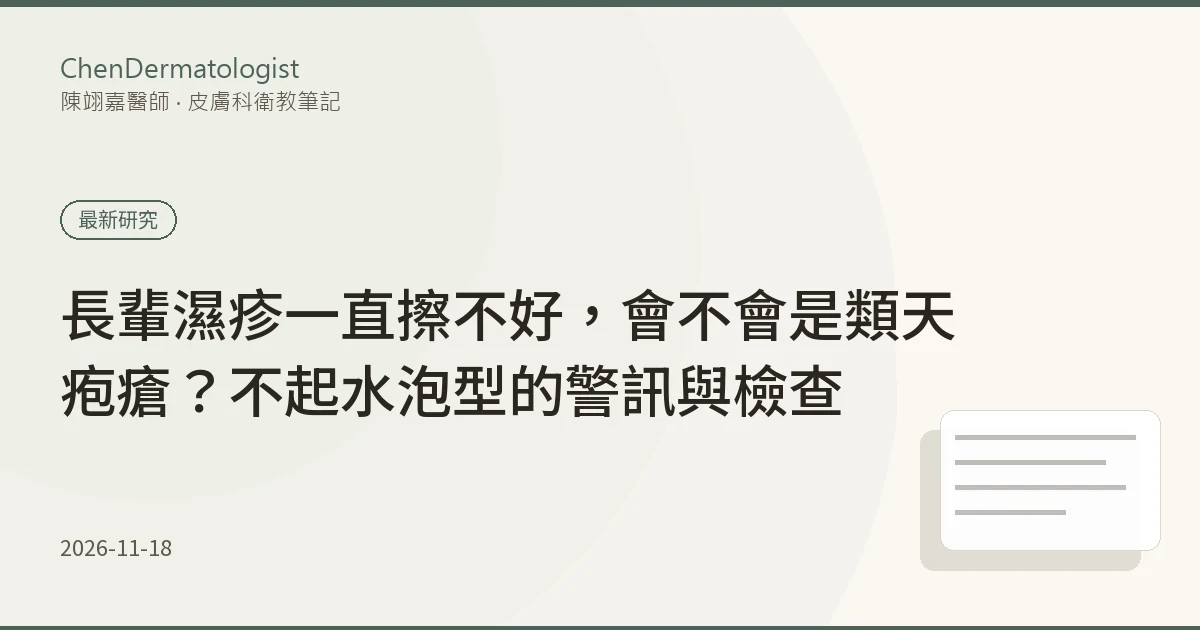 ChenDermatologist
陳翊嘉醫師 · 皮膚科衛教筆記
最新研究
長輩濕疹一直擦不好，會不會是類天
疱瘡？不起水泡型的警訊與檢查
2026-11-18